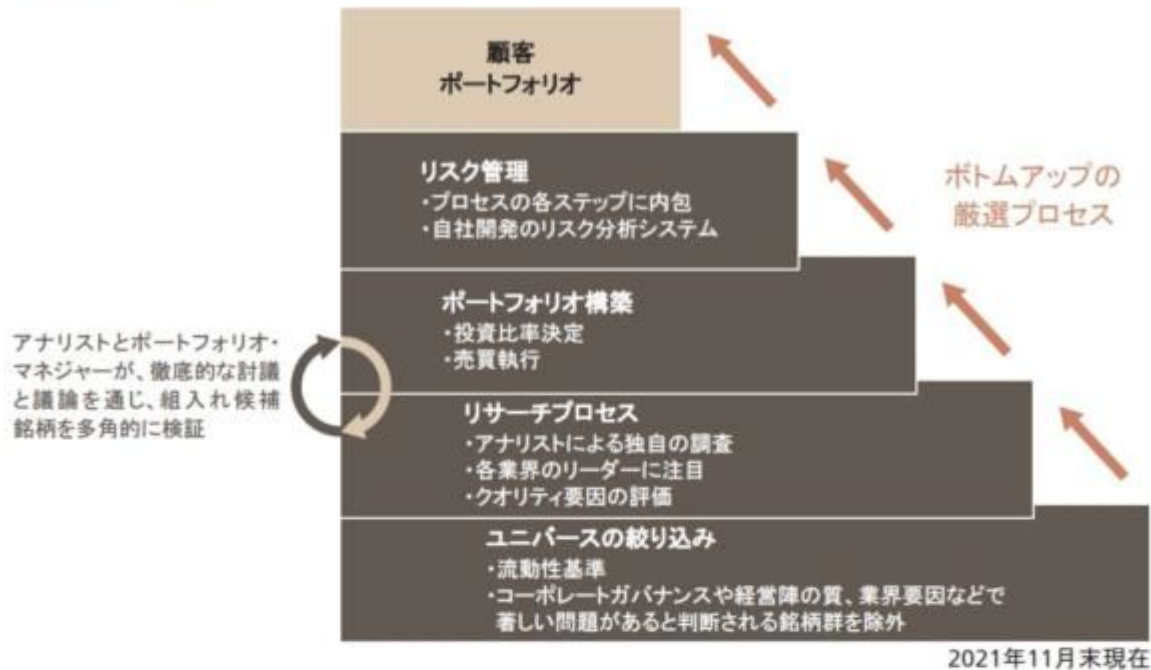 顧客
ポートフォリオ
リスク管理
・プロセスの各ステップに内包
・自社開発のリスク分析システム
ボトムアップの
厳選プロセス
ポートフォリオ構築
・投資比率決定
・売買執行
アナリストとポートフォリオ・
マネジャーが、徹底的な討議
と議論を通じ、組入れ候補
銘柄を多角的に検証
リサーチプロセス
・アナリストによる独自の調査
・各業界のリーダーに注目
・クオリティ要因の評価
ユニバースの絞り込み
・流動性基準
・コーポレートガバナンスや経営陣の質、業界要因などで
著しい問題があると判断される銘柄群を除外
2021年11月末現在